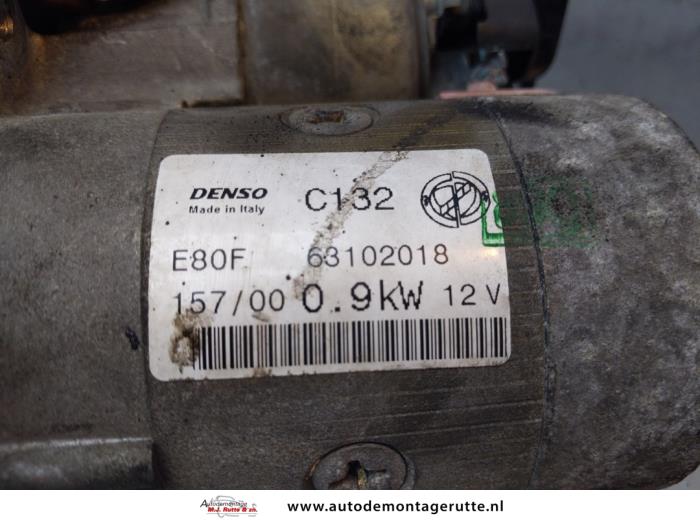 DENSO C132
Made in Italy
E80F 63102018
157/00 0.9kW 12 V
Autodemontage
M.J. Rutte & zn.
www.autodemontagerutte.nl